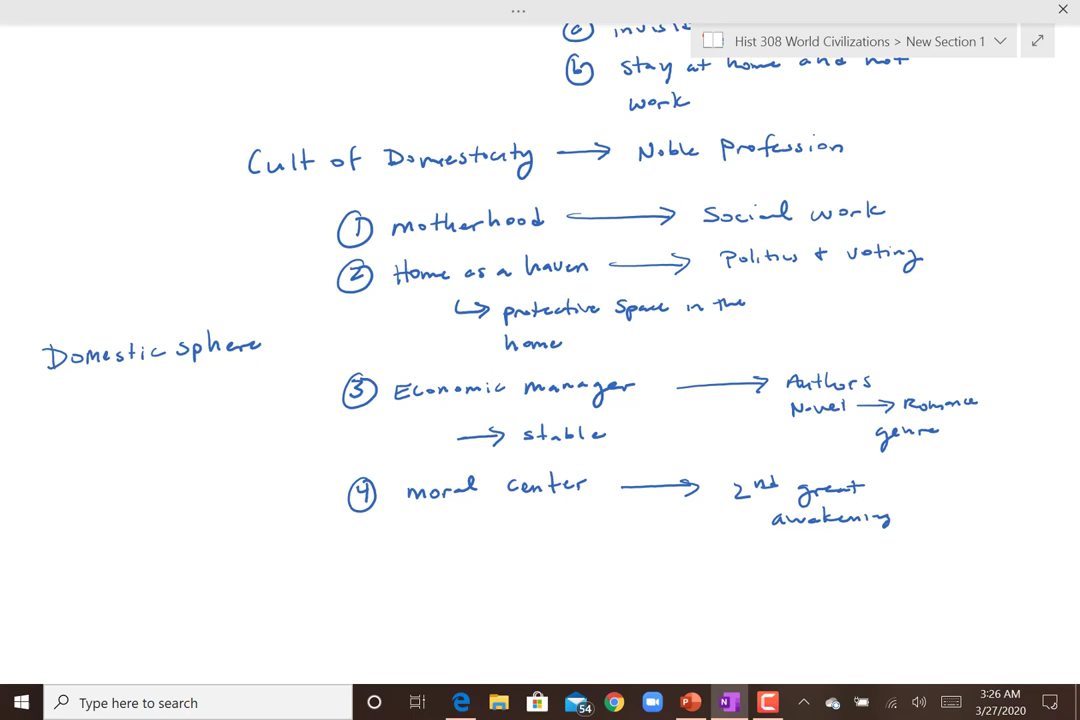 ...
ⓐ
Hist 308 World Civilizations > New Section 1
ⓑ stay at home and not
work
Cult of Domesticity → Noble Profession
① motherhood ⟷ Social work
② Home as a haven ⟷ Politics + voting
↳ protective space in the
home
Domestic sphere
③ Economic manager → Authors
Novel → Romance
genre
→ stable
④ moral center → 2nd great
awakening
Type here to search
54
3:26 AM
3/27/2020